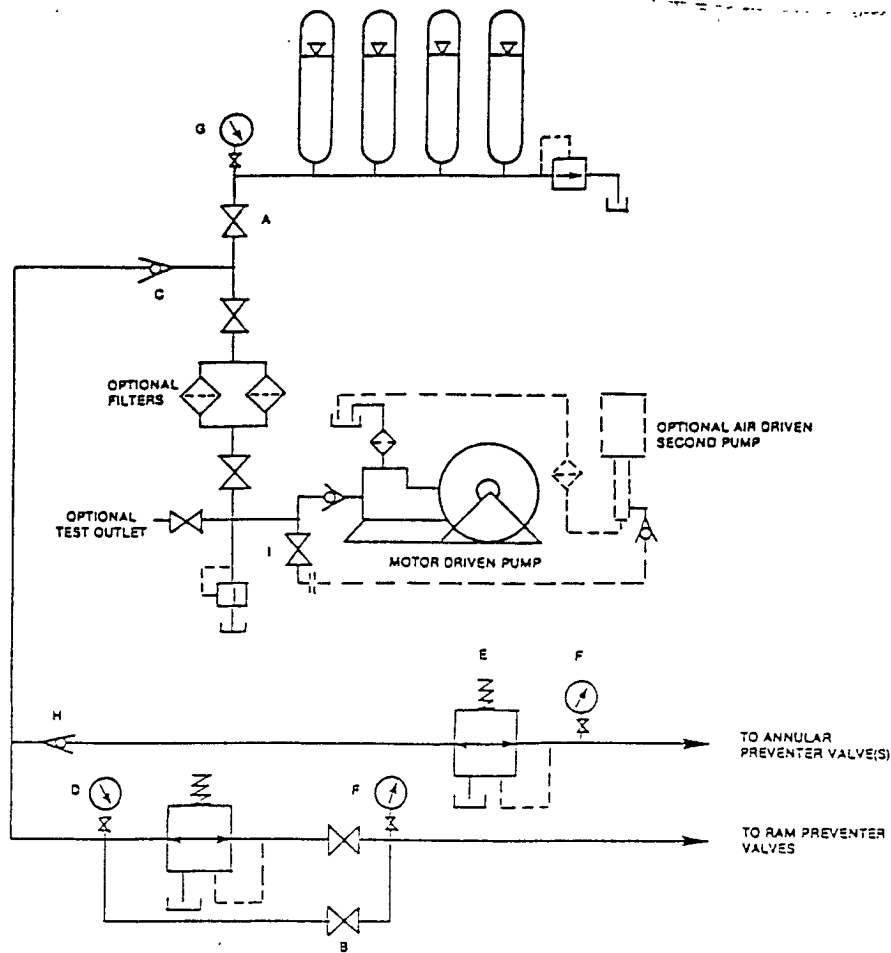 G
A
C
OPTIONAL
FILTERS
OPTIONAL AIR DRIVEN
SECOND PUMP
OPTIONAL
TEST OUTLET
I
MOTOR DRIVEN PUMP
E
F
H
TO ANNULAR
PREVENTER VALVE(S)
D
F
TO RAM PREVENTER
VALVES
B